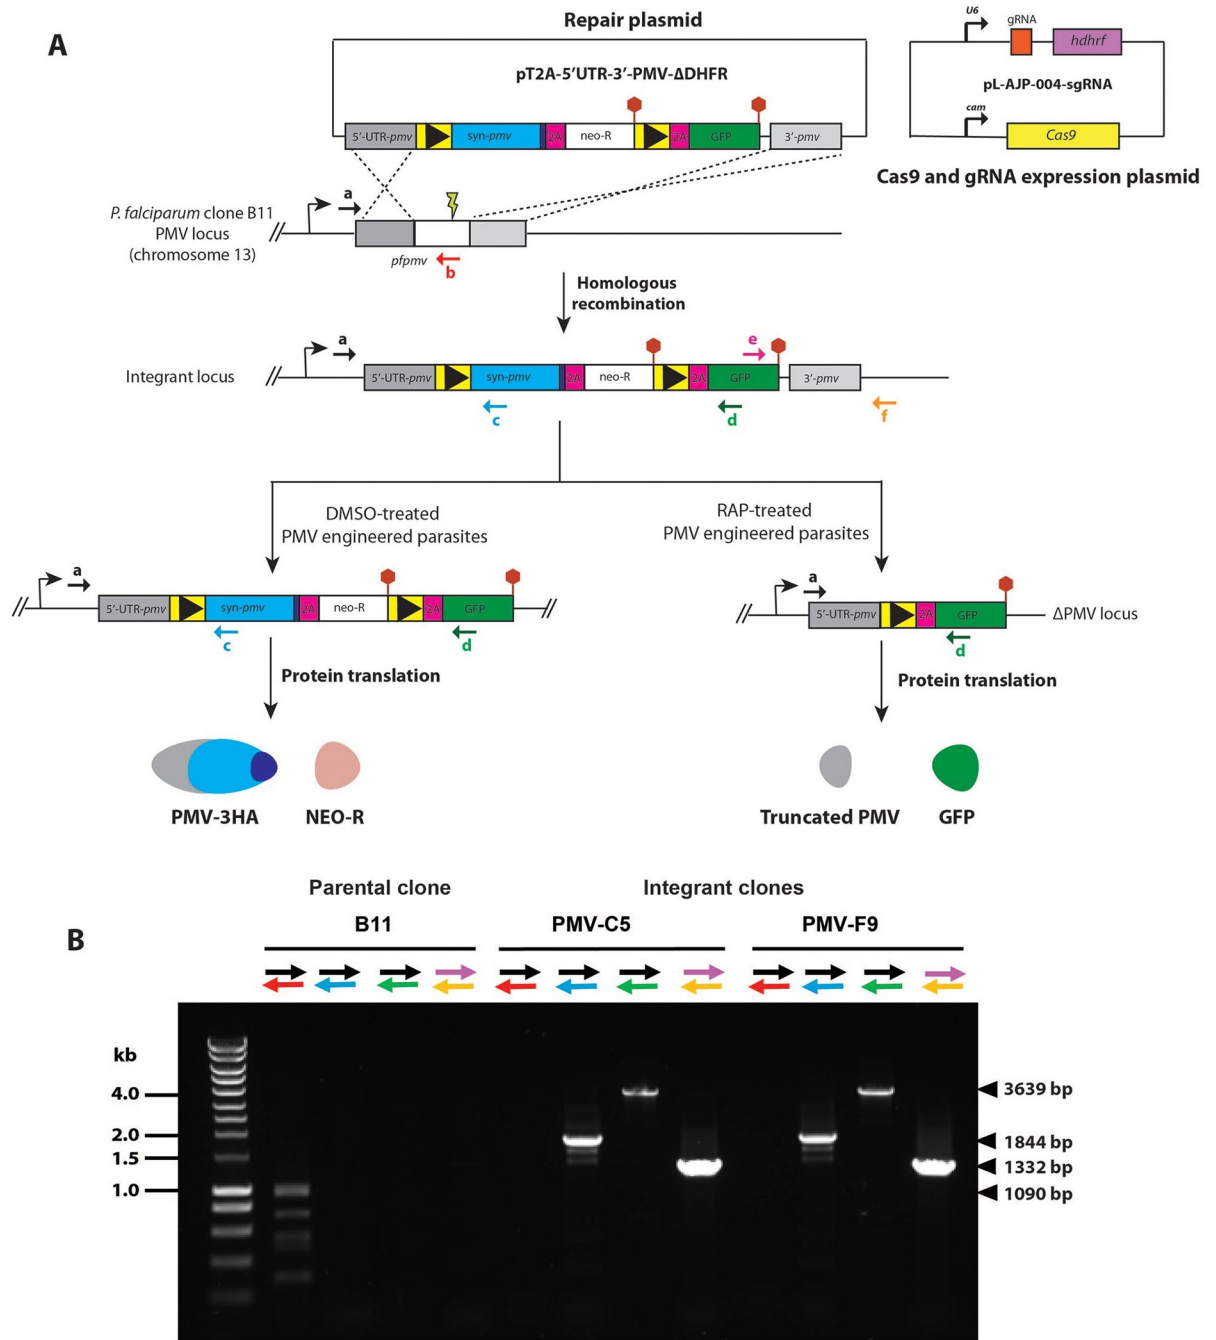 A
Repair plasmid
pT2A-5′UTR-3′-PMV-ΔDHFR
5′-UTR-pmv
syn-pmv
2A
neo-R
2A
GFP
3′-pmv
U6
gRNA
hdhrf
pL-AJP-004-sgRNA
cam
Cas9
Cas9 and gRNA expression plasmid
P. falciparum clone B11
PMV locus
(chromosome 13)
a
pfpmv
b
Homologous
recombination
Integrant locus
a
5′-UTR-pmv
syn-pmv
2A
neo-R
2A
GFP
3′-pmv
e
c
d
f
DMSO-treated
PMV engineered parasites
RAP-treated
PMV engineered parasites
a
5′-UTR-pmv
syn-pmv
2A
neo-R
2A
GFP
c
d
a
5′-UTR-pmv
2A
GFP
ΔPMV locus
d
Protein translation
Protein translation
PMV-3HA
NEO-R
Truncated PMV
GFP
B
Parental clone
Integrant clones
B11
PMV-C5
PMV-F9
kb
4.0
2.0
1.5
1.0
3639 bp
1844 bp
1332 bp
1090 bp